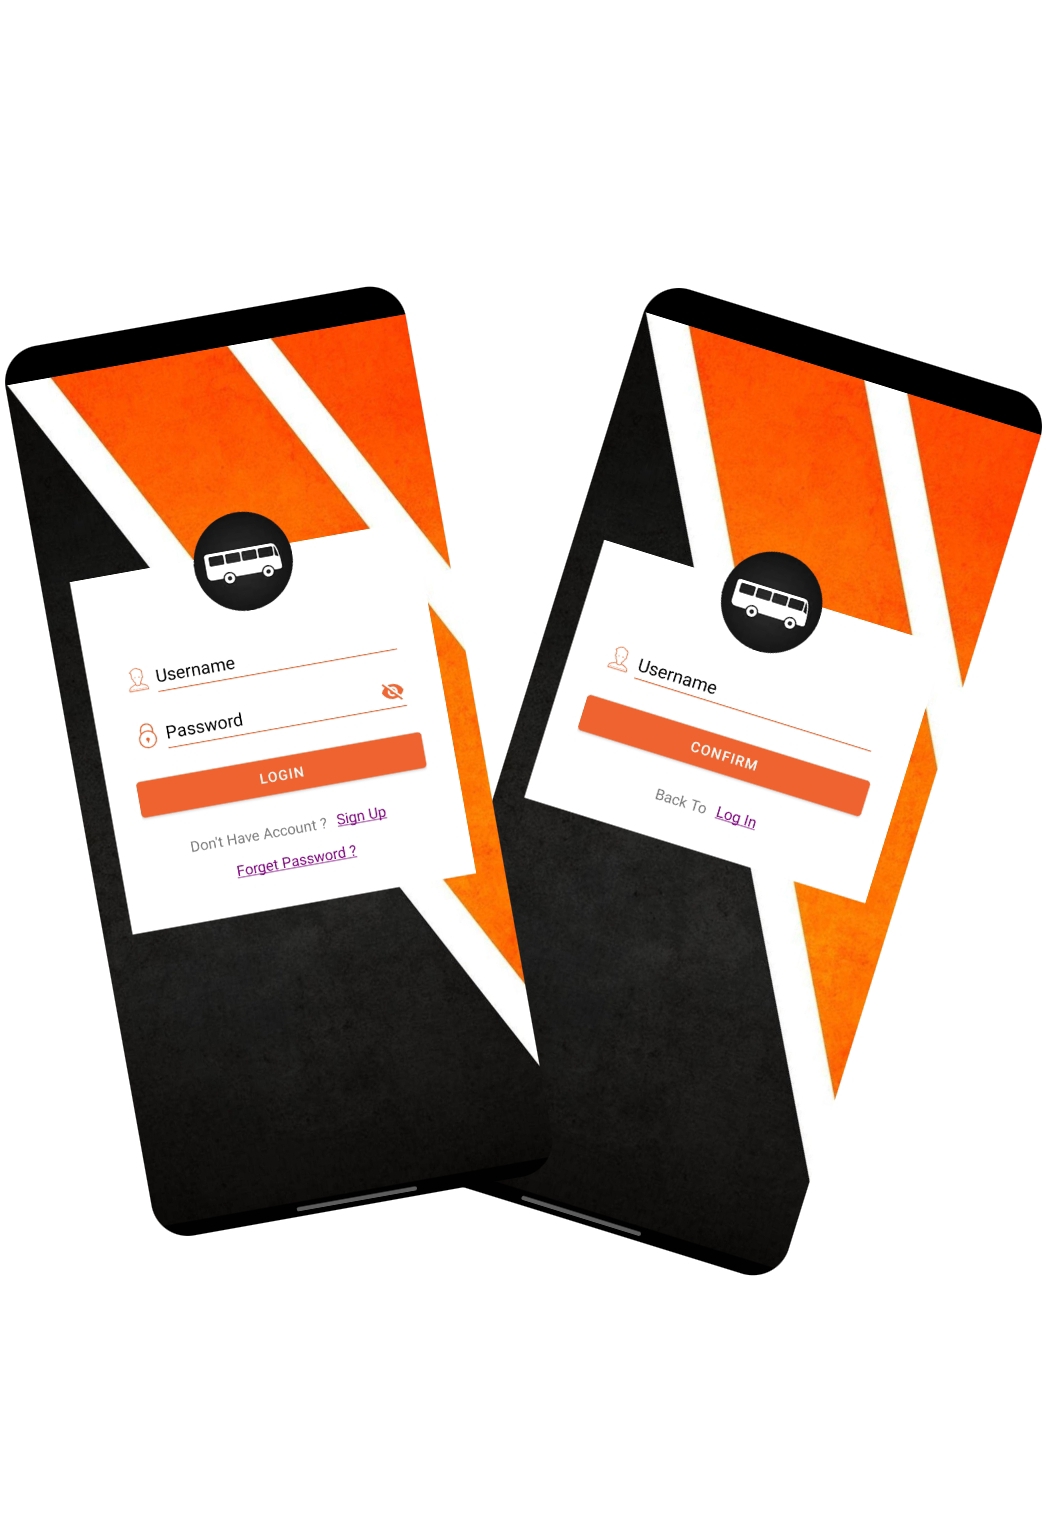 Username
Password
LOGIN
Don't Have Account ? Sign Up
Forget Password ?
Username
CONFIRM
Back To Log In